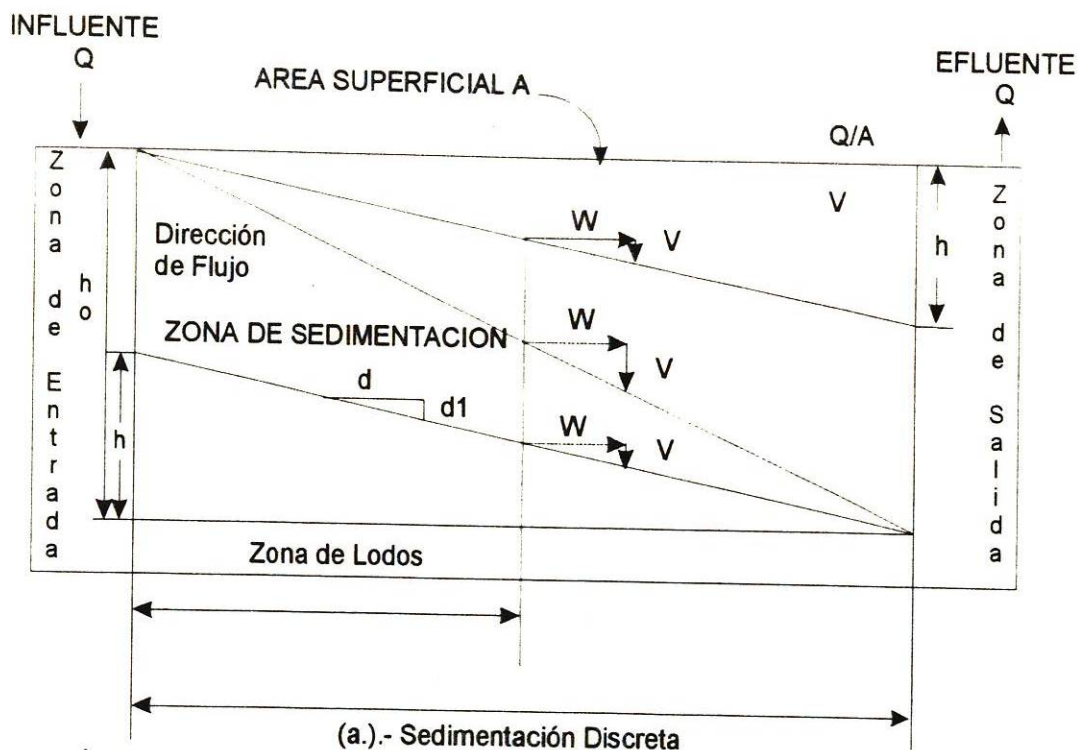 INFLUENTE
Q
AREA SUPERFICIAL A
EFLUENTE
Q
Q/A
Zona de Entrada
ho
Dirección
de Flujo
W
V
V
h
Zona de Salida
ZONA DE SEDIMENTACION
W
V
d
d1
h
W
V
Zona de Lodos
(a.).- Sedimentación Discreta